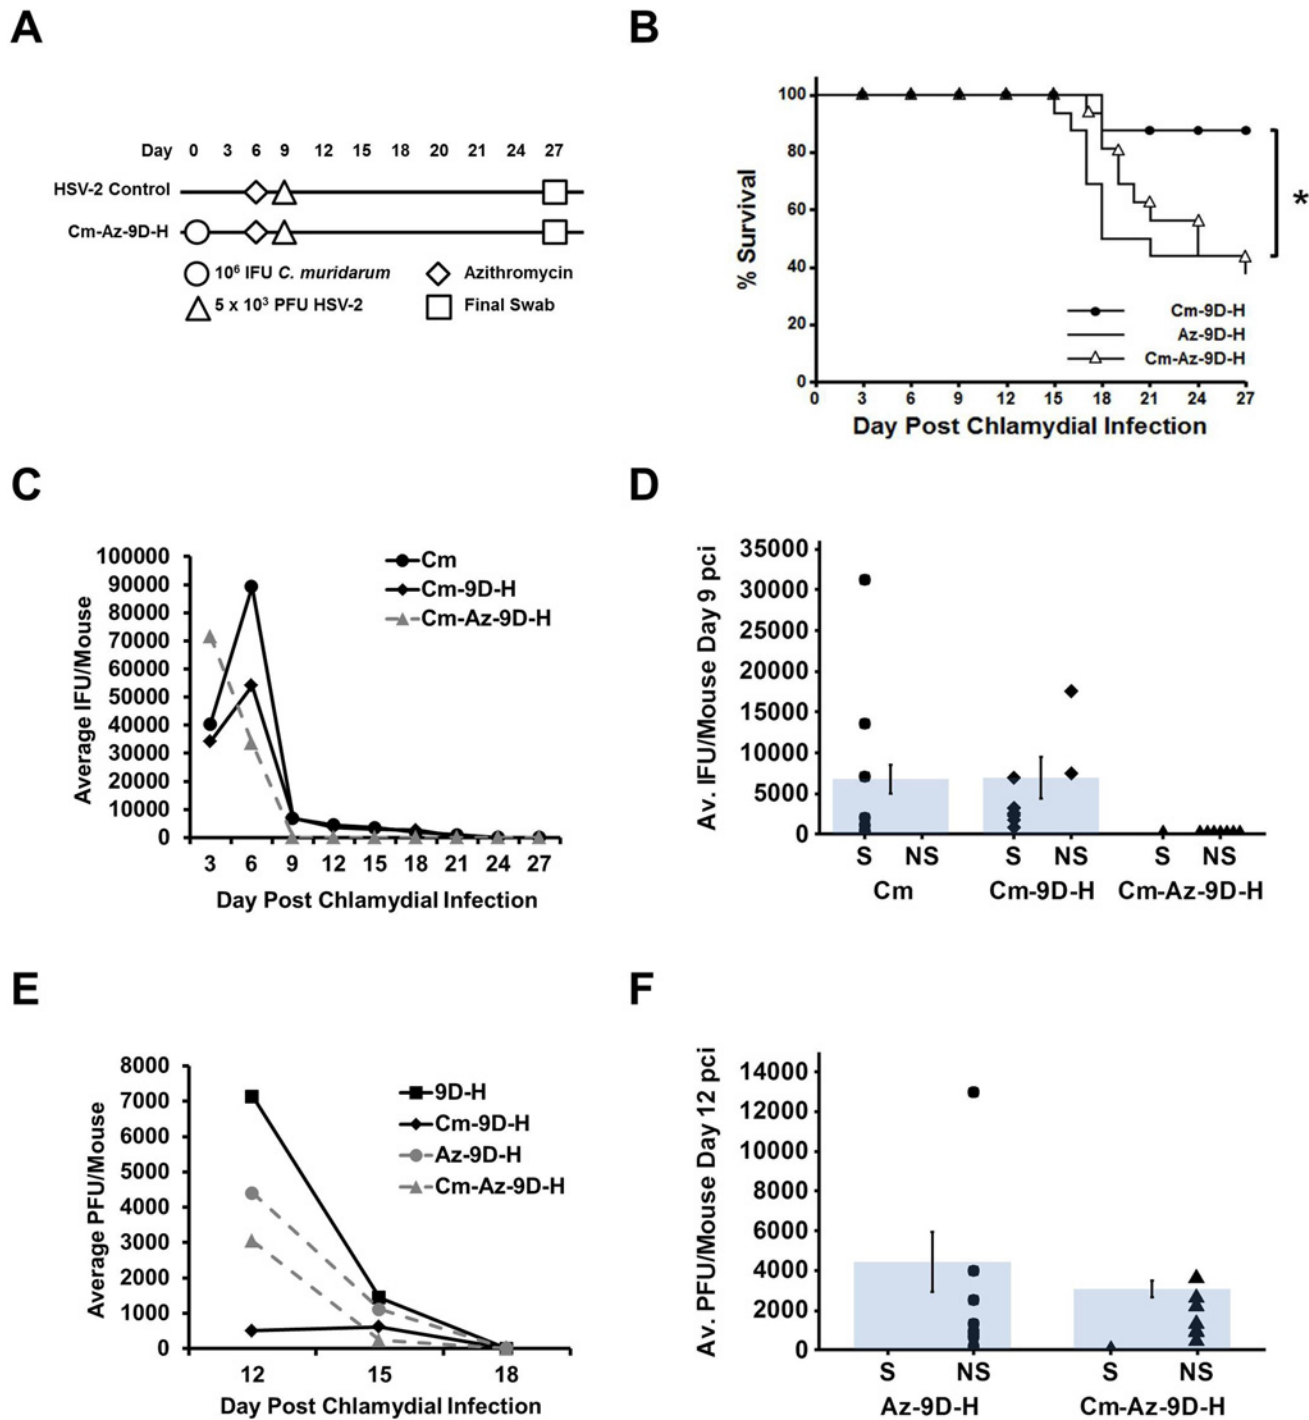 A
Day 0 3 6 9 12 15 18 20 21 24 27
HSV-2 Control
Cm-Az-9D-H
10⁶ IFU C. muridarum
Azithromycin
5 x 10³ PFU HSV-2
Final Swab
B
% Survival
100
80
60
40
20
0
*
Cm-9D-H
Az-9D-H
Cm-Az-9D-H
0 3 6 9 12 15 18 21 24 27
Day Post Chlamydial Infection
C
Average IFU/Mouse
100000
90000
80000
70000
60000
50000
40000
30000
20000
10000
0
Cm
Cm-9D-H
Cm-Az-9D-H
3 6 9 12 15 18 21 24 27
Day Post Chlamydial Infection
D
Av. IFU/Mouse Day 9 pci
35000
30000
25000
20000
15000
10000
5000
0
S NS S NS S NS
Cm Cm-9D-H Cm-Az-9D-H
E
Average PFU/Mouse
8000
7000
6000
5000
4000
3000
2000
1000
0
9D-H
Cm-9D-H
Az-9D-H
Cm-Az-9D-H
12 15 18
Day Post Chlamydial Infection
F
Av. PFU/Mouse Day 12 pci
14000
12000
10000
8000
6000
4000
2000
0
S NS S NS
Az-9D-H Cm-Az-9D-H